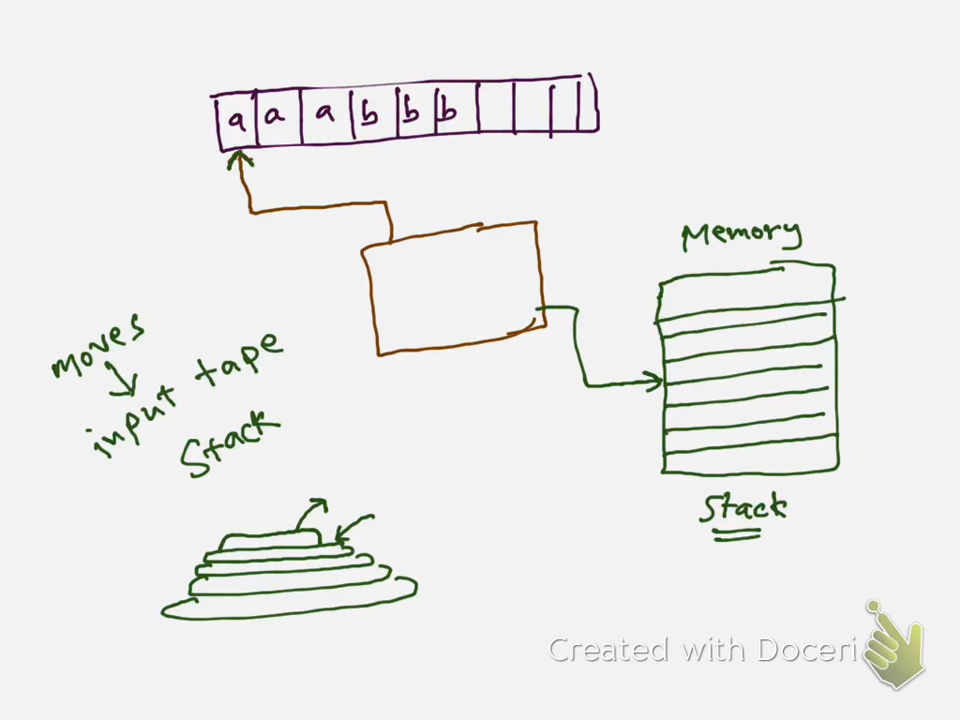 a a a b b b
Memory
moves
input tape
Stack
Stack
Created with Doceri